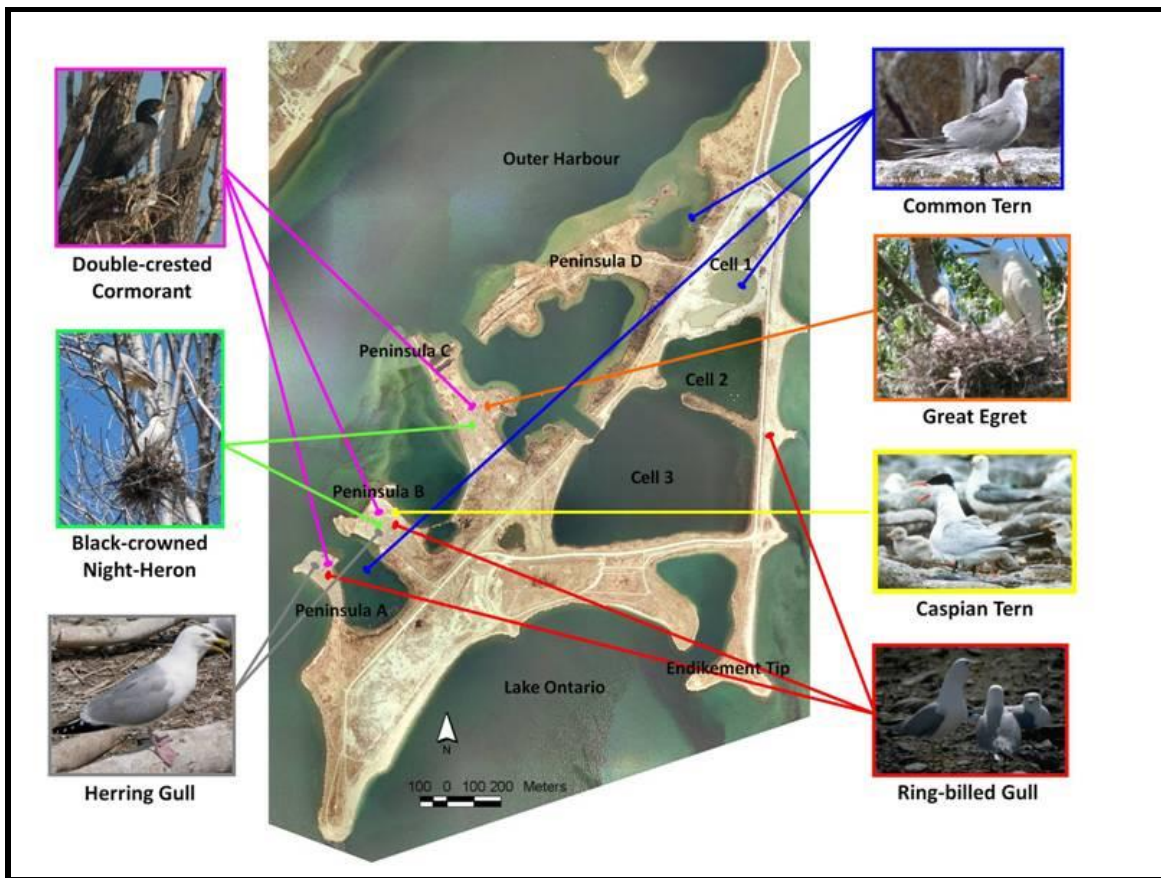 Double-crested
Cormorant
Black-crowned
Night-Heron
Herring Gull
Outer Harbour
Peninsula D
Cell 1
Peninsula C
Cell 2
Cell 3
Peninsula B
Peninsula A
Endikement Tip
Lake Ontario
N
100 0 100 200 Meters
Common Tern
Great Egret
Caspian Tern
Ring-billed Gull